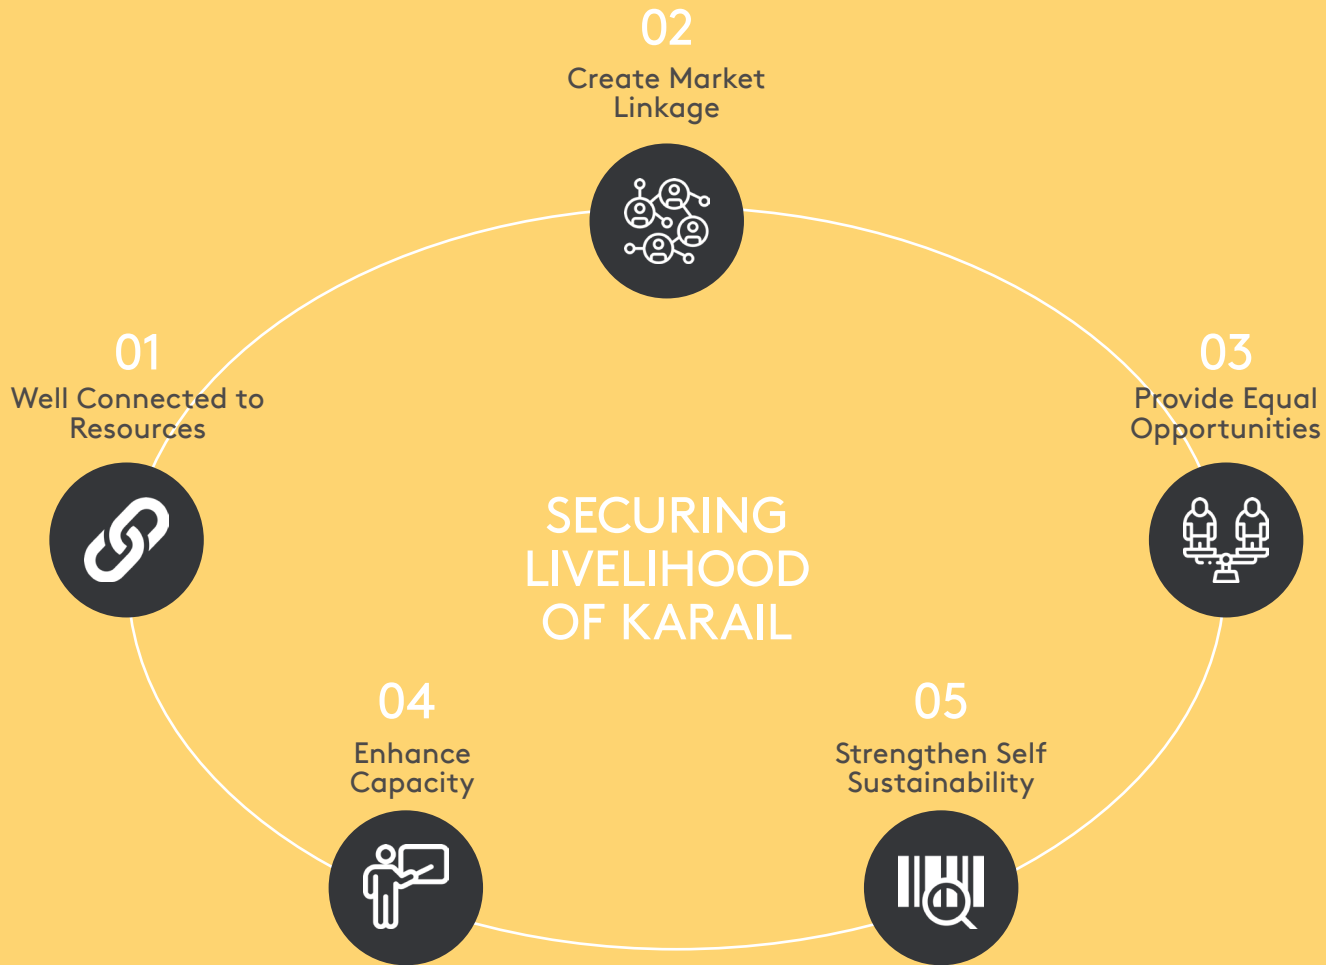 01
Well Connected to
Resources
02
Create Market
Linkage
03
Provide Equal
Opportunities
SECURING
LIVELIHOOD
OF KARAIL
04
Enhance
Capacity
05
Strengthen Self
Sustainability